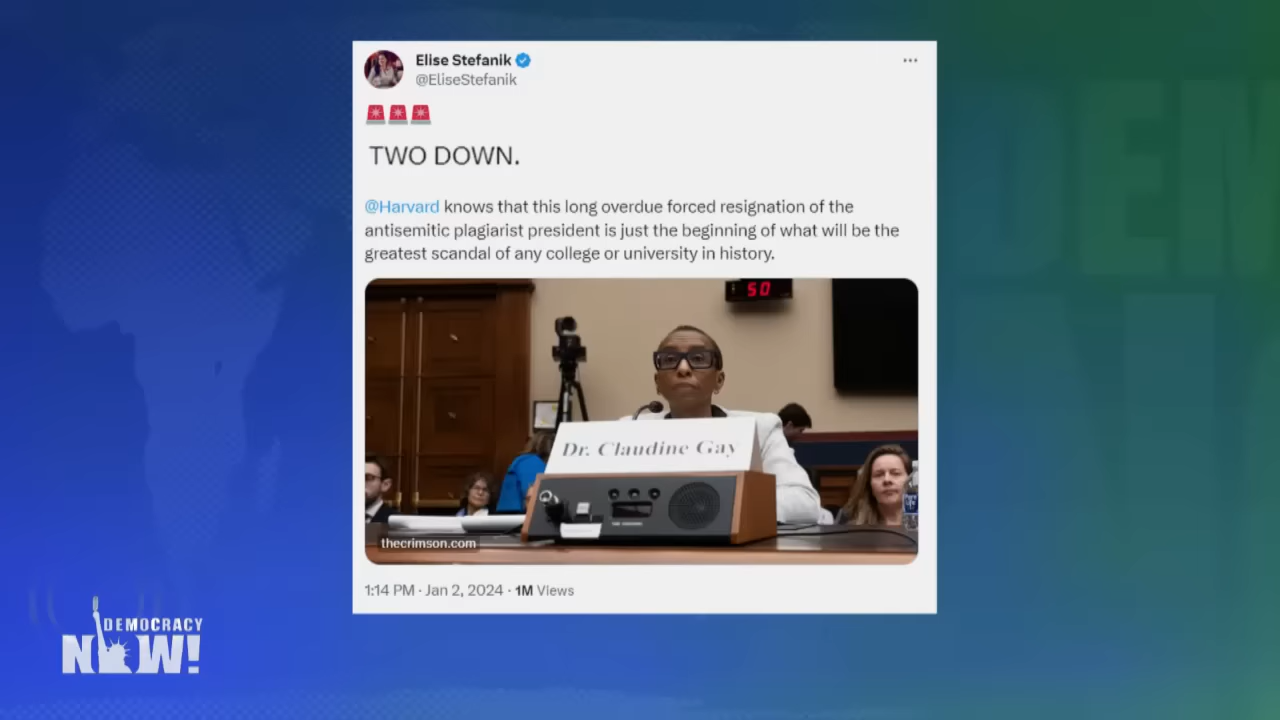 Elise Stefanik
@EliseStefanik
TWO DOWN.
@Harvard knows that this long overdue forced resignation of the
antisemitic plagiarist president is just the beginning of what will be the
greatest scandal of any college or university in history.
50
Dr. Claudine Gay
thecrimson.com
1:14 PM · Jan 2, 2024 · 1M Views
DEMOCRACY
NOW!
DEM